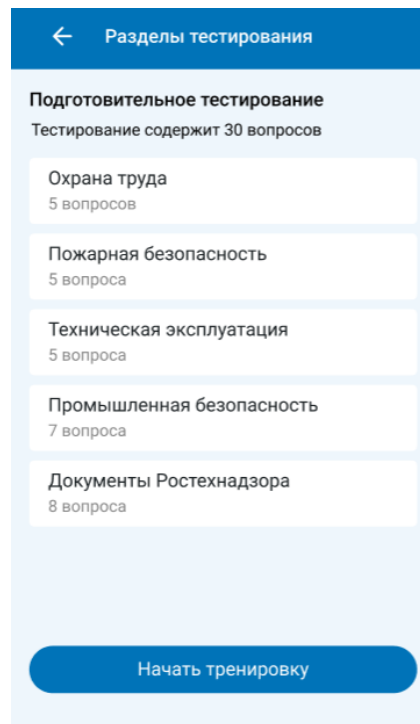 Разделы тестирования
Подготовительное тестирование
Тестирование содержит 30 вопросов
Охрана труда
5 вопросов
Пожарная безопасность
5 вопроса
Техническая эксплуатация
5 вопроса
Промышленная безопасность
7 вопроса
Документы Ростехнадзора
8 вопроса
Начать тренировку